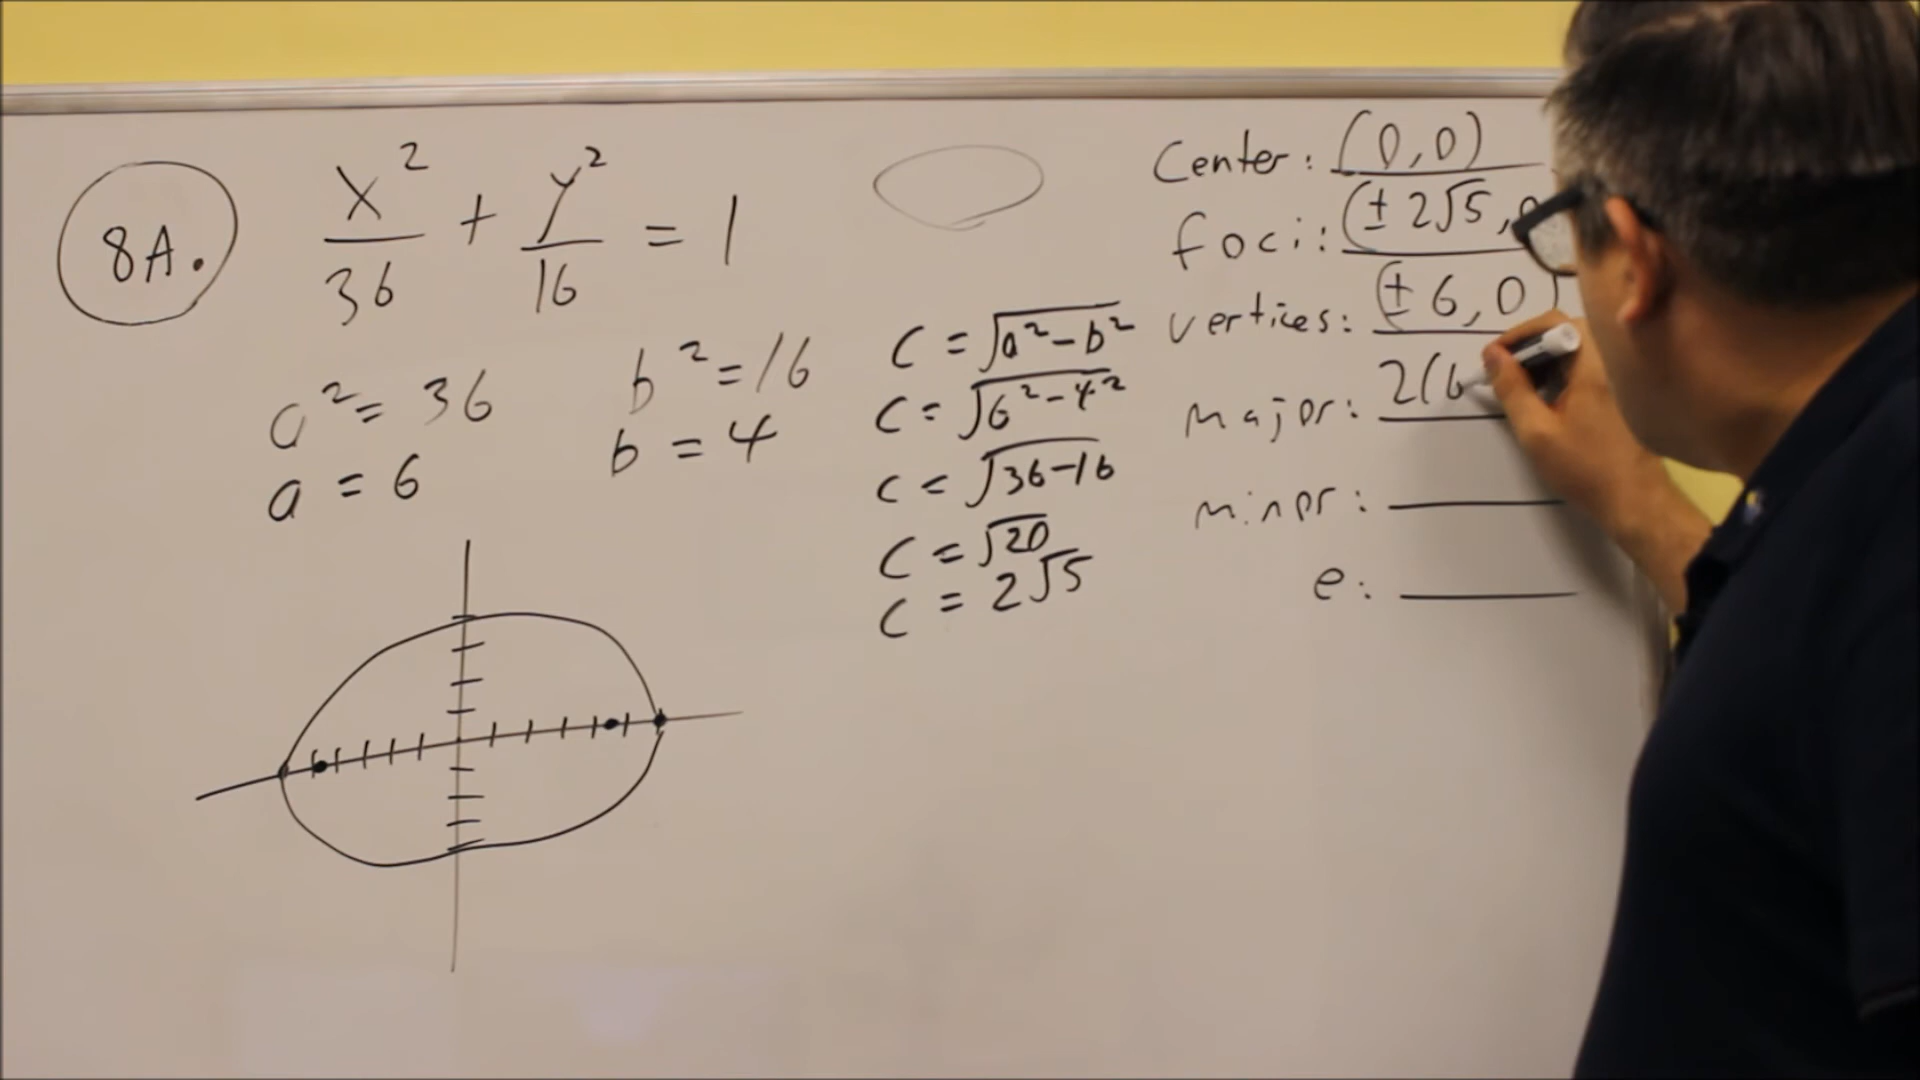 8A.
x²/36 + y²/16 = 1
a² = 36
a = 6
b² = 16
b = 4
c = √a² - b²
c = √6² - 4²
c = √36 - 16
c = √20
c = 2√5
Center: (0,0)
foci: (± 2√5,
vertices: (± 6, 0)
major: 2(6
minor:
e: